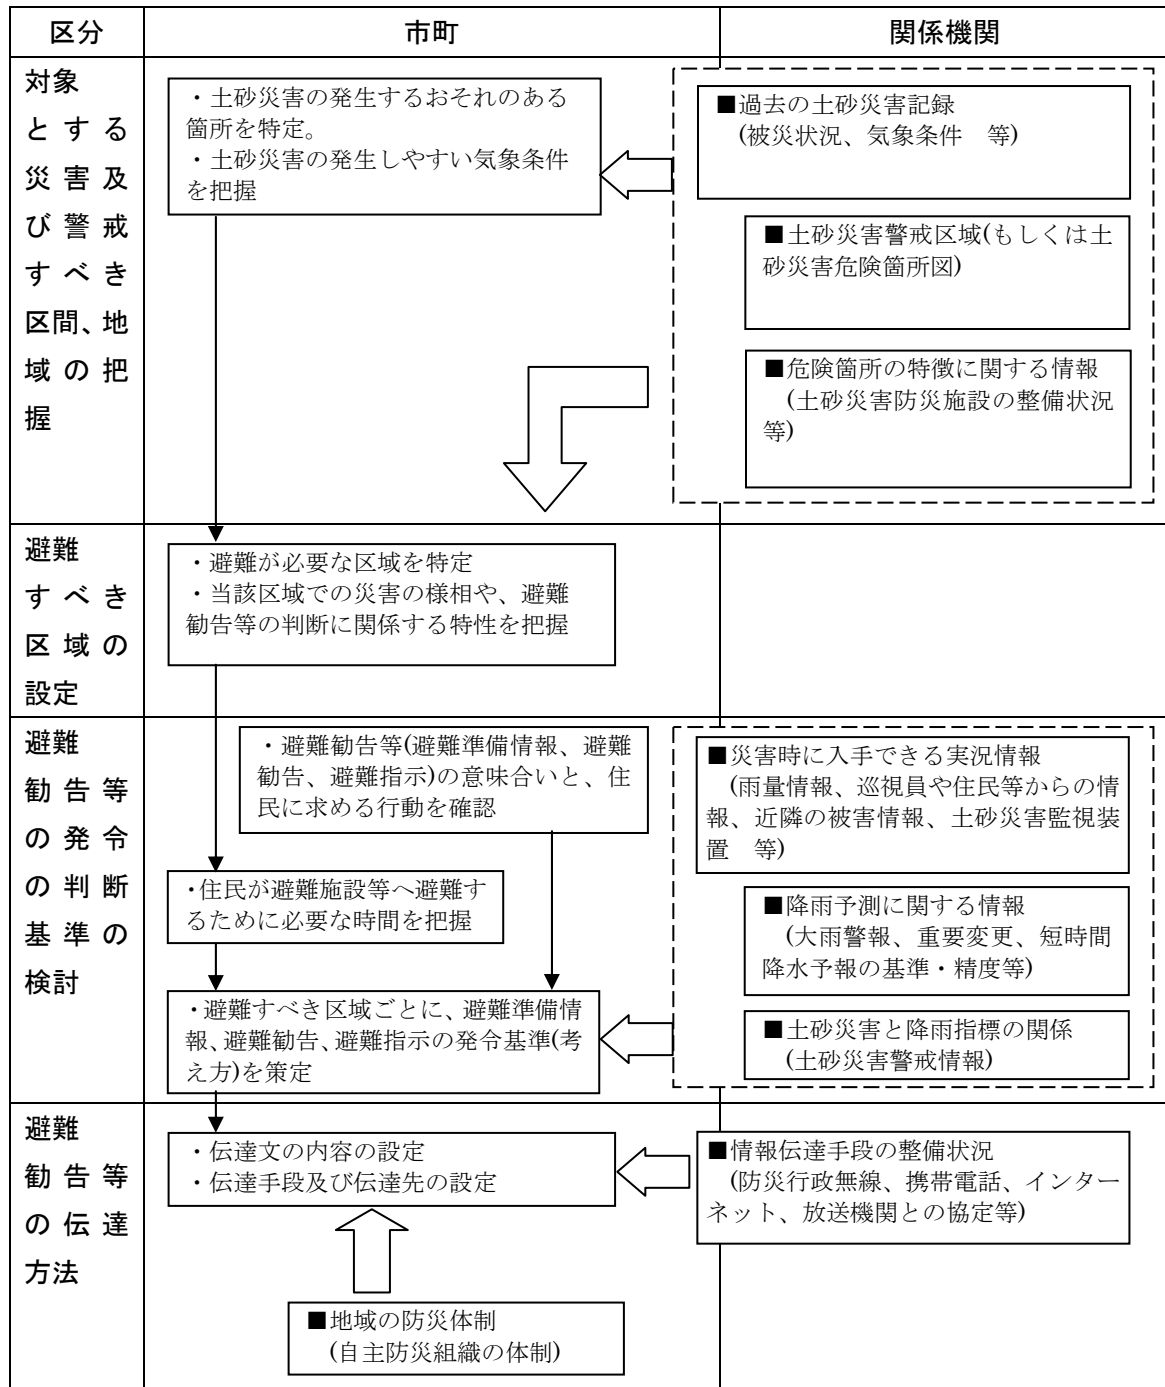 区分
市町
関係機関
対象
とする
災害及
び警戒
すべき
区間、地
域の把
握
・土砂災害の発生するおそれのある
箇所を特定。
・土砂災害の発生しやすい気象条件
を把握
■過去の土砂災害記録
(被災状況、気象条件　等)
■土砂災害警戒区域(もしくは土
砂災害危険箇所図)
■危険箇所の特徴に関する情報
(土砂災害防災施設の整備状況
等)
避難
すべき
区域の
設定
・避難が必要な区域を特定
・当該区域での災害の様相や、避難
勧告等の判断に関係する特性を把握
避難
勧告等
の発令
の判断
基準の
検討
・避難勧告等(避難準備情報、避難
勧告、避難指示)の意味合いと、住
民に求める行動を確認
・住民が避難施設等へ避難す
るために必要な時間を把握
・避難すべき区域ごとに、避難準備情
報、避難勧告、避難指示の発令基準(考
え方)を策定
■災害時に入手できる実況情報
(雨量情報、巡視員や住民等からの情
報、近隣の被害情報、土砂災害監視装
置　等)
■降雨予測に関する情報
(大雨警報、重要変更、短時間
降水予報の基準・精度等)
■土砂災害と降雨指標の関係
(土砂災害警戒情報)
避難
勧告等
の伝達
方法
・伝達文の内容の設定
・伝達手段及び伝達先の設定
■情報伝達手段の整備状況
(防災行政無線、携帯電話、インター
ネット、放送機関との協定等)
■地域の防災体制
(自主防災組織の体制)